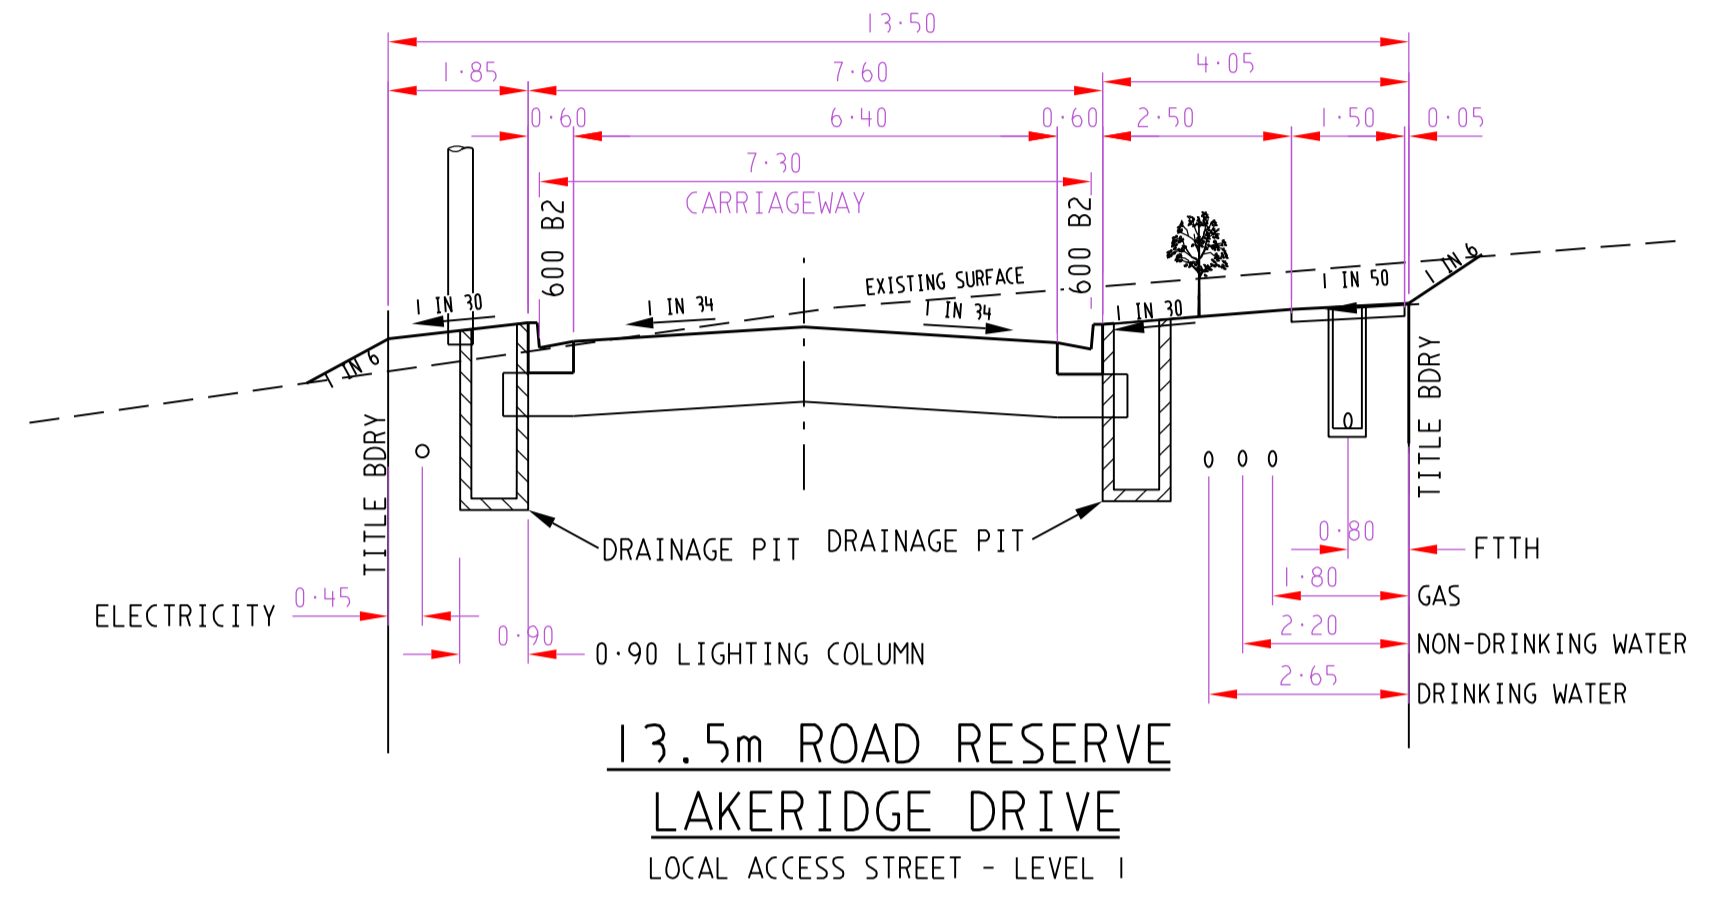 13·50
1·85
7·60
4·05
0·60
6·40
0·60
2·50
1·50
0·05
7·30
CARRIAGEWAY
600 B2
600 B2
EXISTING SURFACE
1 IN 6
1 IN 30
1 IN 34
1 IN 34
1 IN 30
1 IN 50
1 IN 6
TITLE BDRY
TITLE BDRY
DRAINAGE PIT
DRAINAGE PIT
0·80
FTTH
ELECTRICITY
0·45
1·80
GAS
0·90
0·90 LIGHTING COLUMN
2·20
NON-DRINKING WATER
2·65
DRINKING WATER
13.5m ROAD RESERVE
LAKERIDGE DRIVE
LOCAL ACCESS STREET - LEVEL 1